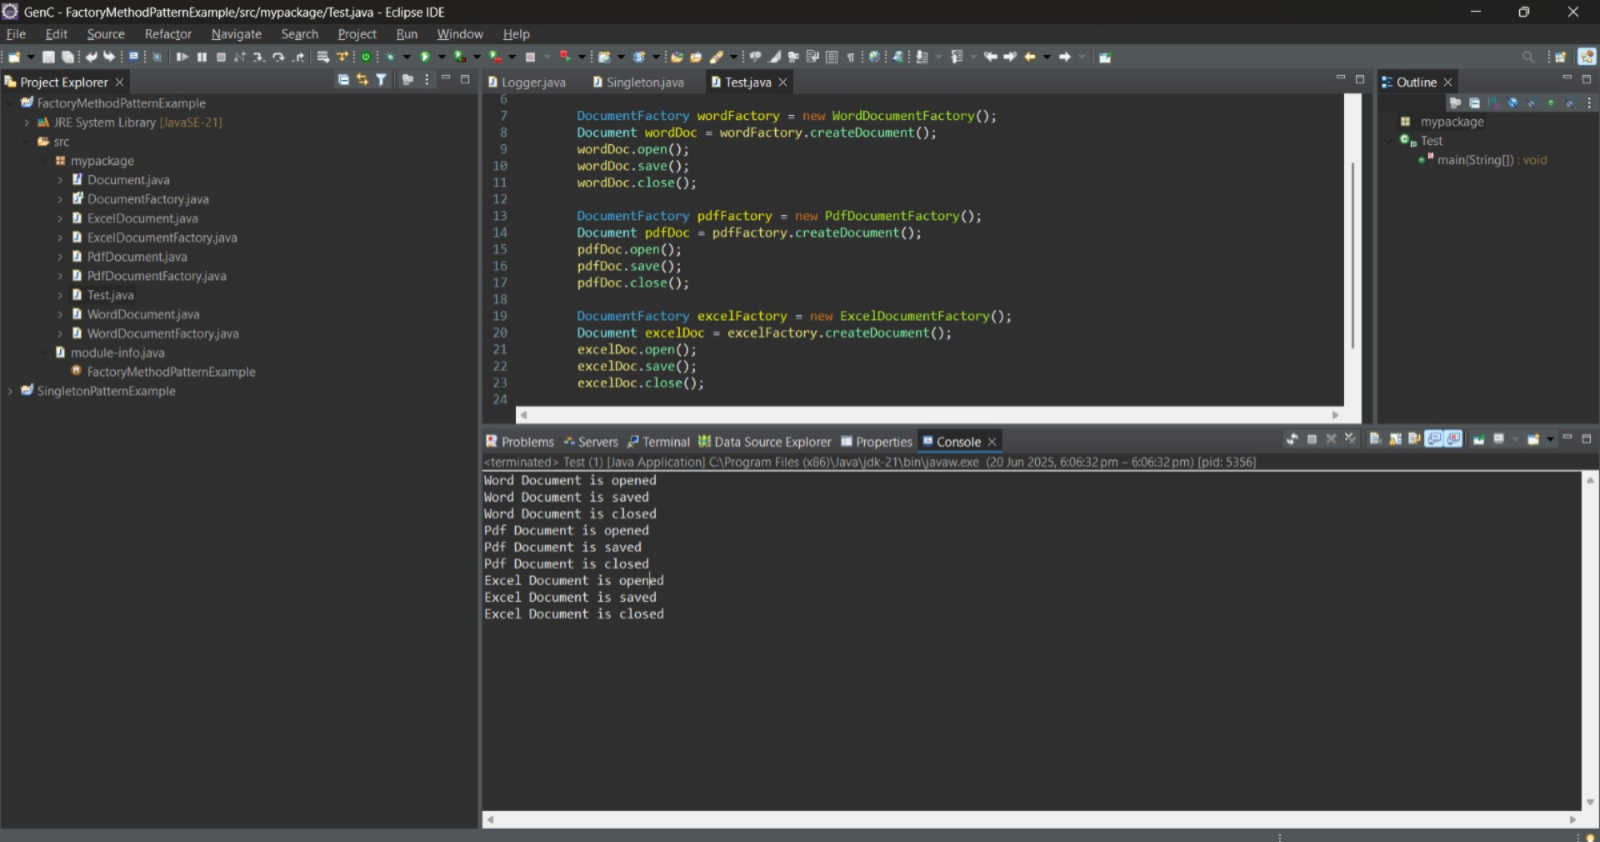 GenC - FactoryMethodPatternExample/src/mypackage/Test.java - Eclipse IDE
File Edit Source Refactor Navigate Search Project Run Window Help
Project Explorer
FactoryMethodPatternExample
JRE System Library [JavaSE-21]
src
mypackage
Document.java
DocumentFactory.java
ExcelDocument.java
ExcelDocumentFactory.java
PdfDocument.java
PdfDocumentFactory.java
Test.java
WordDocument.java
WordDocumentFactory.java
module-info.java
FactoryMethodPatternExample
SingletonPatternExample
Logger.java Singleton.java Test.java
6
7 DocumentFactory wordFactory = new WordDocumentFactory();
8 Document wordDoc = wordFactory.createDocument();
9 wordDoc.open();
10 wordDoc.save();
11 wordDoc.close();
12
13 DocumentFactory pdfFactory = new PdfDocumentFactory();
14 Document pdfDoc = pdfFactory.createDocument();
15 pdfDoc.open();
16 pdfDoc.save();
17 pdfDoc.close();
18
19 DocumentFactory excelFactory = new ExcelDocumentFactory();
20 Document excelDoc = excelFactory.createDocument();
21 excelDoc.open();
22 excelDoc.save();
23 excelDoc.close();
24
Outline
mypackage
Test
main(String[]) : void
Problems Servers Terminal Data Source Explorer Properties Console
<terminated> Test (1) [Java Application] C:\Program Files (x86)\Java\jdk-21\bin\javaw.exe (20 Jun 2025, 6:06:32 pm – 6:06:32 pm) [pid: 5356]
Word Document is opened
Word Document is saved
Word Document is closed
Pdf Document is opened
Pdf Document is saved
Pdf Document is closed
Excel Document is opened
Excel Document is saved
Excel Document is closed